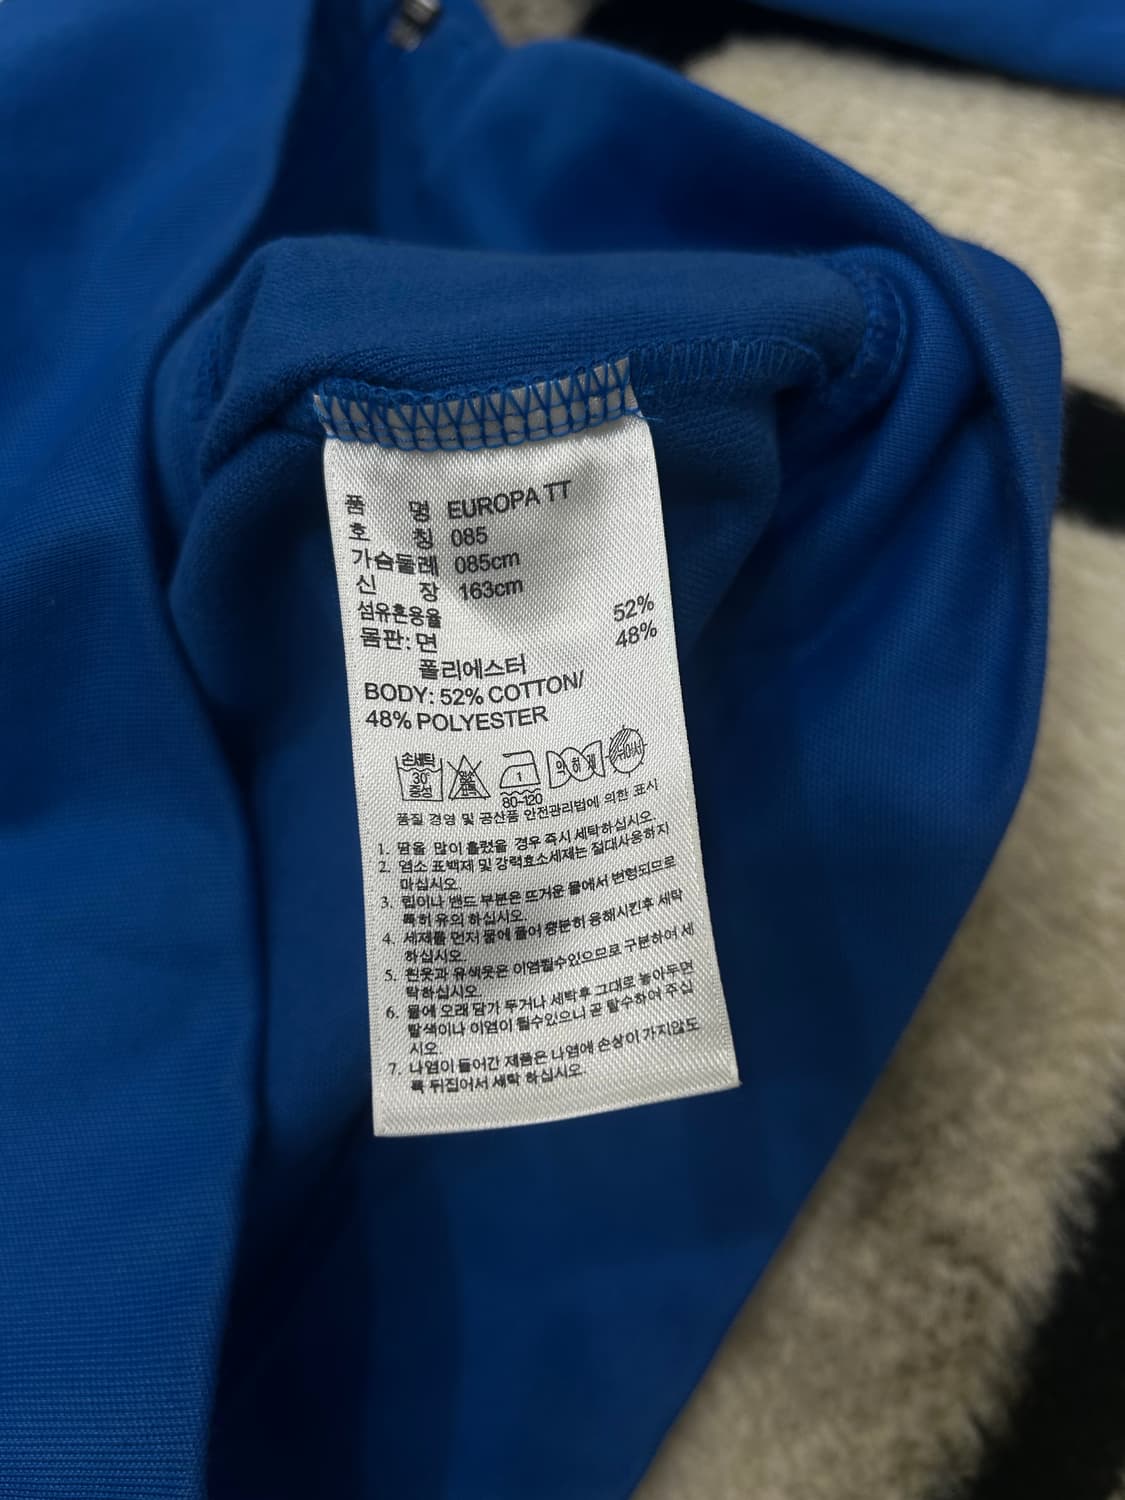 품 명 EUROPA TT
호 칭 085
가슴둘레 085cm
신 장 163cm
섬유혼용율
몸판: 면 52%
폴리에스터 48%
BODY: 52% COTTON/
48% POLYESTER
손세탁 30° 중성 염소 표백 1 80~120 약하게 뉘어서
품질 경영 및 공산품 안전관리법에 의한 표시
1. 땀을 많이 흘렸을 경우 즉시 세탁하십시오.
2. 염소 표백제 및 강력효소세제는 절대사용하지
마십시오.
3. 립이나 밴드 부분은 뜨거운 물에서 변형되므로
특히 유의 하십시오.
4. 세제를 먼저 물에 풀어 충분히 용해시킨후 세탁
하십시오.
5. 흰옷과 유색옷은 이염될수있으므로 구분하여 세
탁하십시오.
6. 물에 오래 담가 두거나 세탁후 그대로 놓아두면
탈색이나 이염이 될수있으니 곧 탈수하여 주십
시오.
7. 나염이 들어간 제품은 나염에 손상이 가지않도
록 뒤집어서 세탁 하십시오.